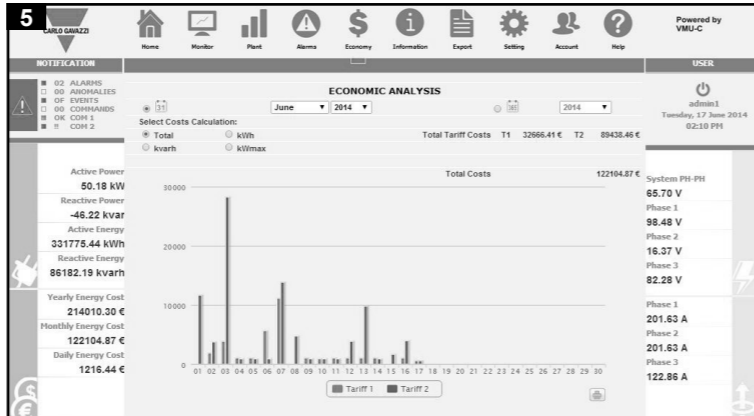 5
CARLO GAVAZZI
Home Monitor Plant Alarms Economy Information Export Setting Account Help
Powered by
VMU-C
NOTIFICATION
USER
02 ALARMS
00 ANOMALIES
OF EVENTS
00 COMMANDS
OK COM 1
!! COM 2
admin1
Tuesday, 17 June 2014
02:10 PM
ECONOMIC ANALYSIS
31 June 2014 2014
Select Costs Calculation:
Total kWh
kvarh kWmax
Total Tariff Costs T1 32666.41 € T2 89438.46 €
Total Costs 122104.87 €
Active Power
50.18 kW
Reactive Power
-46.22 kvar
Active Energy
331775.44 kWh
Reactive Energy
86182.19 kvarh
Yearly Energy Cost
214010.30 €
Monthly Energy Cost
122104.87 €
Daily Energy Cost
1216.44 €
30000
20000
10000
0
01 02 03 04 05 06 07 08 09 10 11 12 13 14 15 16 17 18 19 20 21 22 23 24 25 26 27 28 29 30
Tariff 1 Tariff 2
System PH-PH
65.70 V
Phase 1
98.48 V
Phase 2
16.37 V
Phase 3
82.28 V
Phase 1
201.63 A
Phase 2
201.63 A
Phase 3
122.86 A